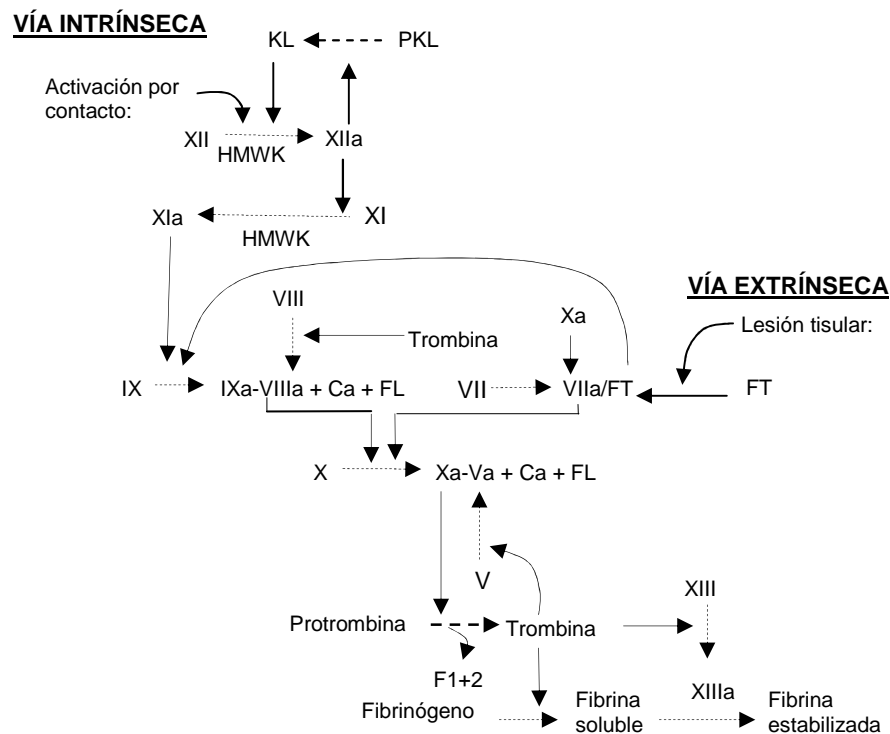 VÍA INTRÍNSECA
KL PKL
Activación por
contacto:
XII XIIa
HMWK
XIa XI
HMWK
VÍA EXTRÍNSECA
VIII
Xa
Lesión tisular:
Trombina
IX IXa-VIIIa + Ca + FL VII VIIa/FT FT
X Xa-Va + Ca + FL
V
XIII
Protrombina Trombina
F1+2
XIIIa
Fibrinógeno Fibrina
soluble
Fibrina
estabilizada